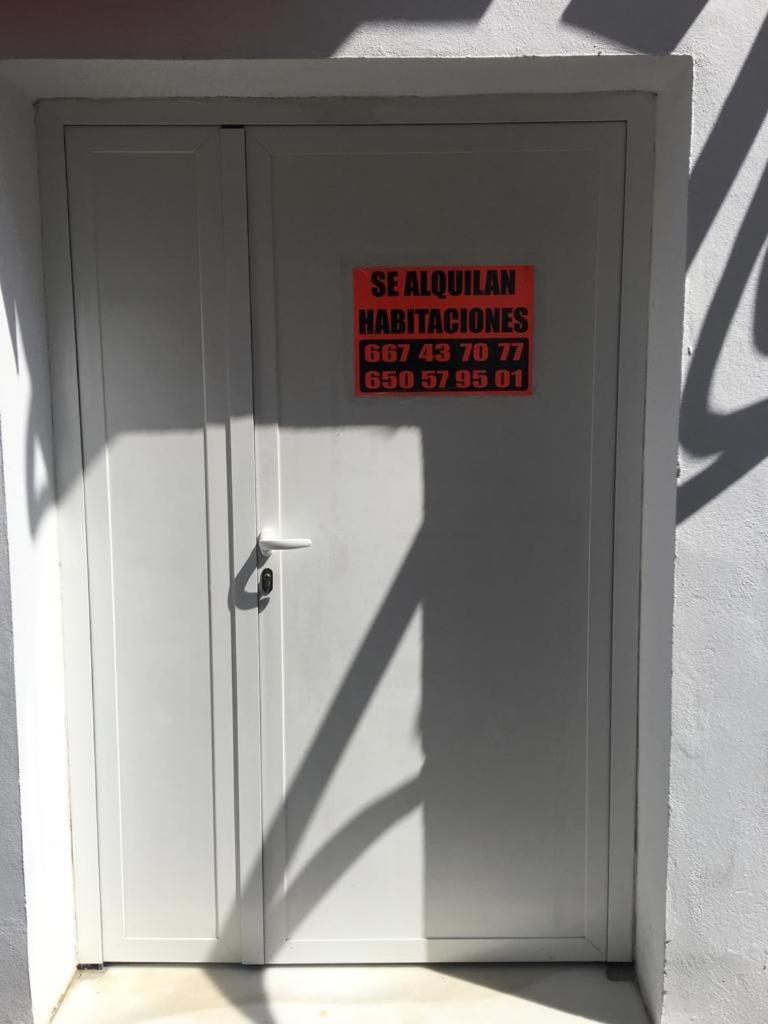 SE ALQUILAN
HABITACIONES
667 43 70 77
650 57 95 01